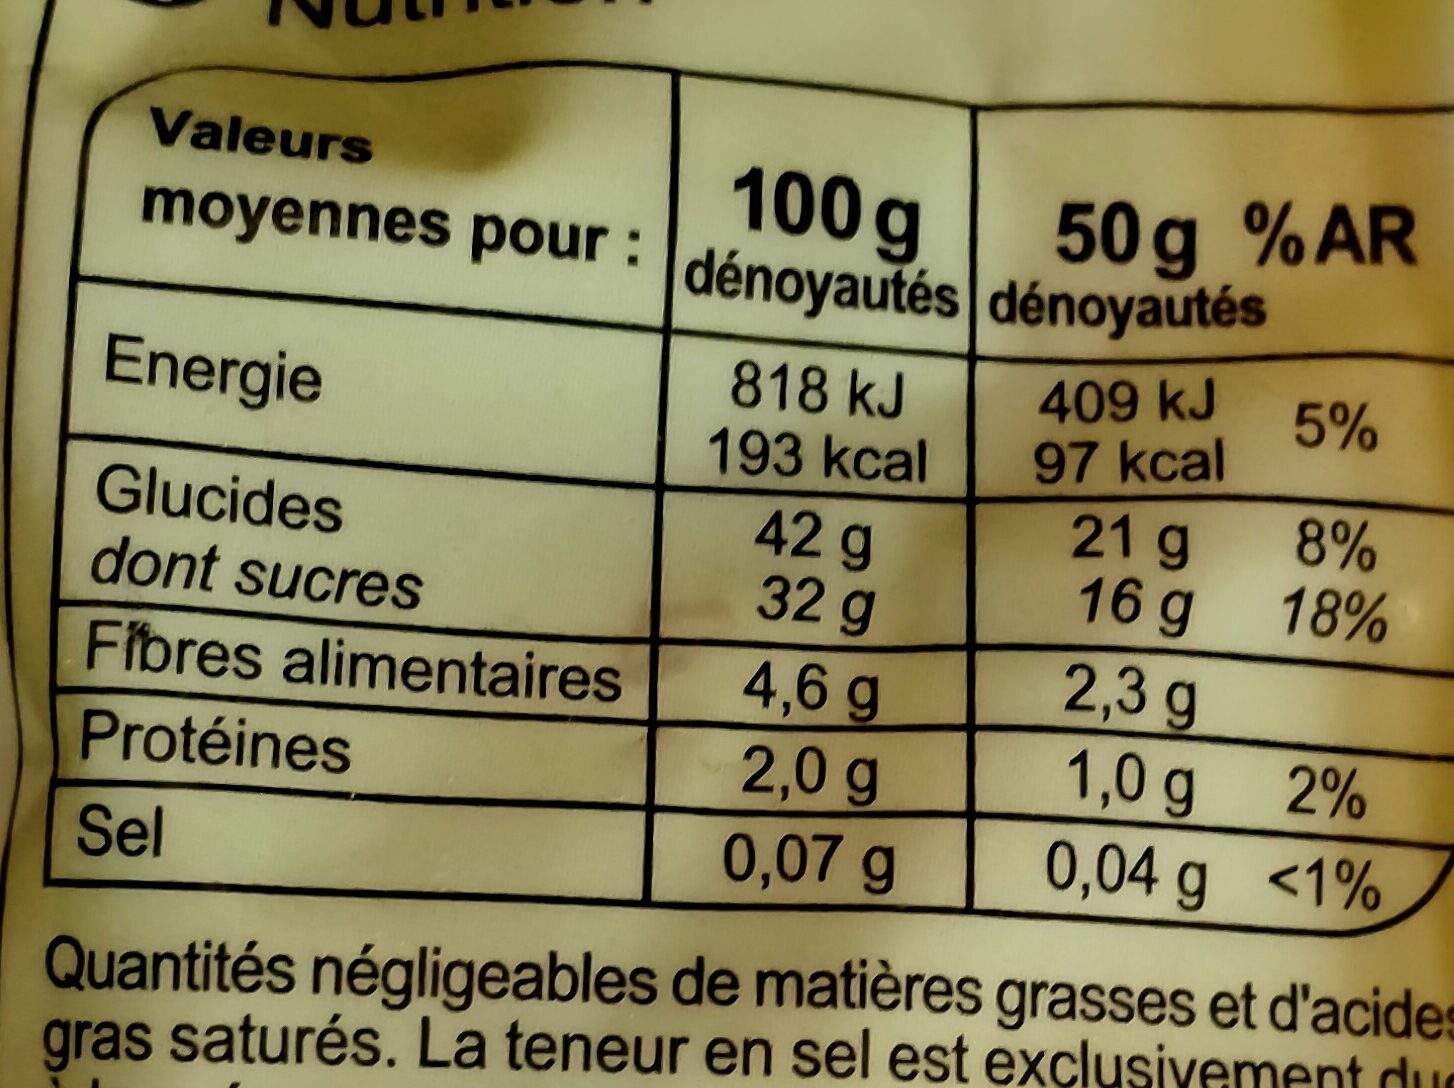 Valeurs
moyennes pour :
100 g
dénoyautés
50 g % AR
dénoyautés
Energie
818 kJ
193 kcal
409 kJ
97 kcal
5%
Glucides
42 g
21 g 8%
dont sucres
32 g
16 g 18%
Fibres alimentaires
4,6 g
2,3 g
Protéines
2,0 g
1,0 g 2%
Sel
0,07 g
0,04 g <1%
Quantités négligeables de matières grasses et d'acides
gras saturés. La teneur en sel est exclusivement